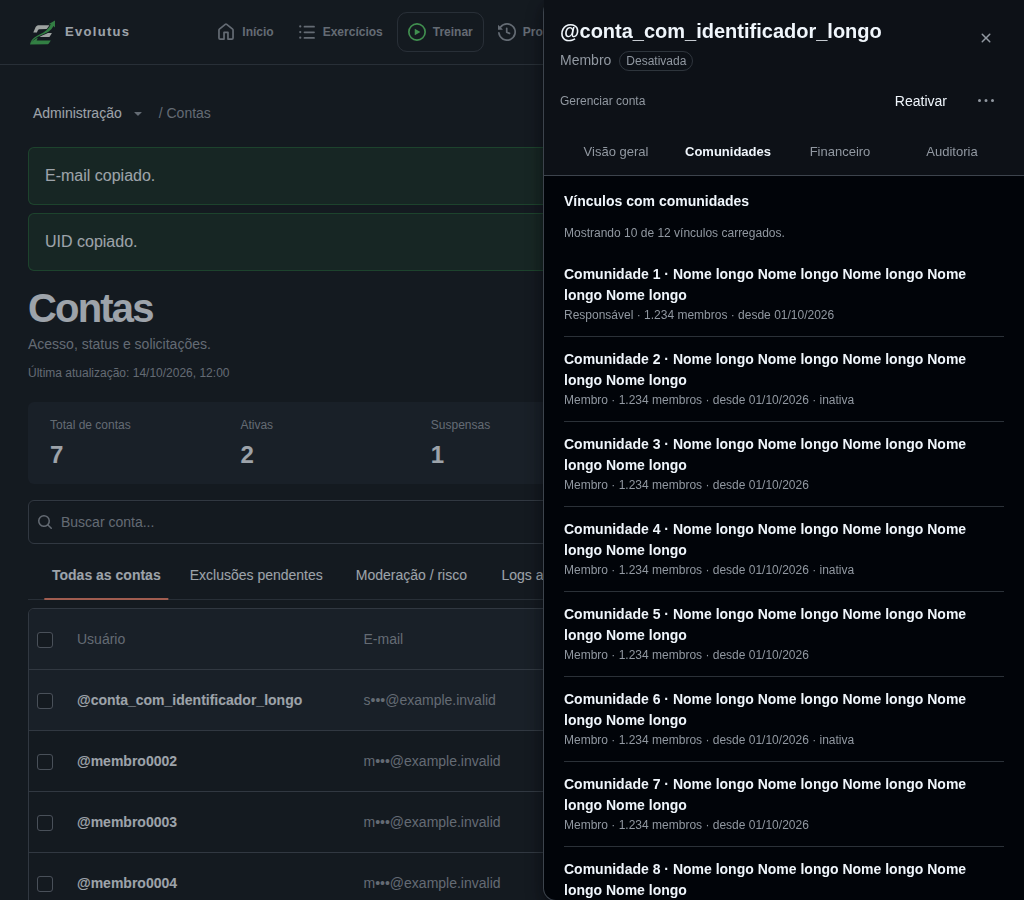 Evolutus
Início
Exercícios
Treinar
Administração
/ Contas
E-mail copiado.
UID copiado.
Contas
Acesso, status e solicitações.
Última atualização: 14/10/2026, 12:00
Total de contas
Ativas
Suspensas
7
2
1
Buscar conta...
Todas as contas
Exclusões pendentes
Moderação / risco
Logs a
Usuário
E-mail
@conta_com_identificador_longo
s•••@example.invalid
@membro0002
m•••@example.invalid
@membro0003
m•••@example.invalid
@membro0004
m•••@example.invalid
@conta_com_identificador_longo
Membro
Desativada
Gerenciar conta
Reativar
Visão geral
Comunidades
Financeiro
Auditoria
Vínculos com comunidades
Mostrando 10 de 12 vínculos carregados.
Comunidade 1 · Nome longo Nome longo Nome longo Nome
longo Nome longo
Responsável · 1.234 membros · desde 01/10/2026
Comunidade 2 · Nome longo Nome longo Nome longo Nome
longo Nome longo
Membro · 1.234 membros · desde 01/10/2026 · inativa
Comunidade 3 · Nome longo Nome longo Nome longo Nome
longo Nome longo
Membro · 1.234 membros · desde 01/10/2026
Comunidade 4 · Nome longo Nome longo Nome longo Nome
longo Nome longo
Membro · 1.234 membros · desde 01/10/2026 · inativa
Comunidade 5 · Nome longo Nome longo Nome longo Nome
longo Nome longo
Membro · 1.234 membros · desde 01/10/2026
Comunidade 6 · Nome longo Nome longo Nome longo Nome
longo Nome longo
Membro · 1.234 membros · desde 01/10/2026 · inativa
Comunidade 7 · Nome longo Nome longo Nome longo Nome
longo Nome longo
Membro · 1.234 membros · desde 01/10/2026
Comunidade 8 · Nome longo Nome longo Nome longo Nome
longo Nome longo